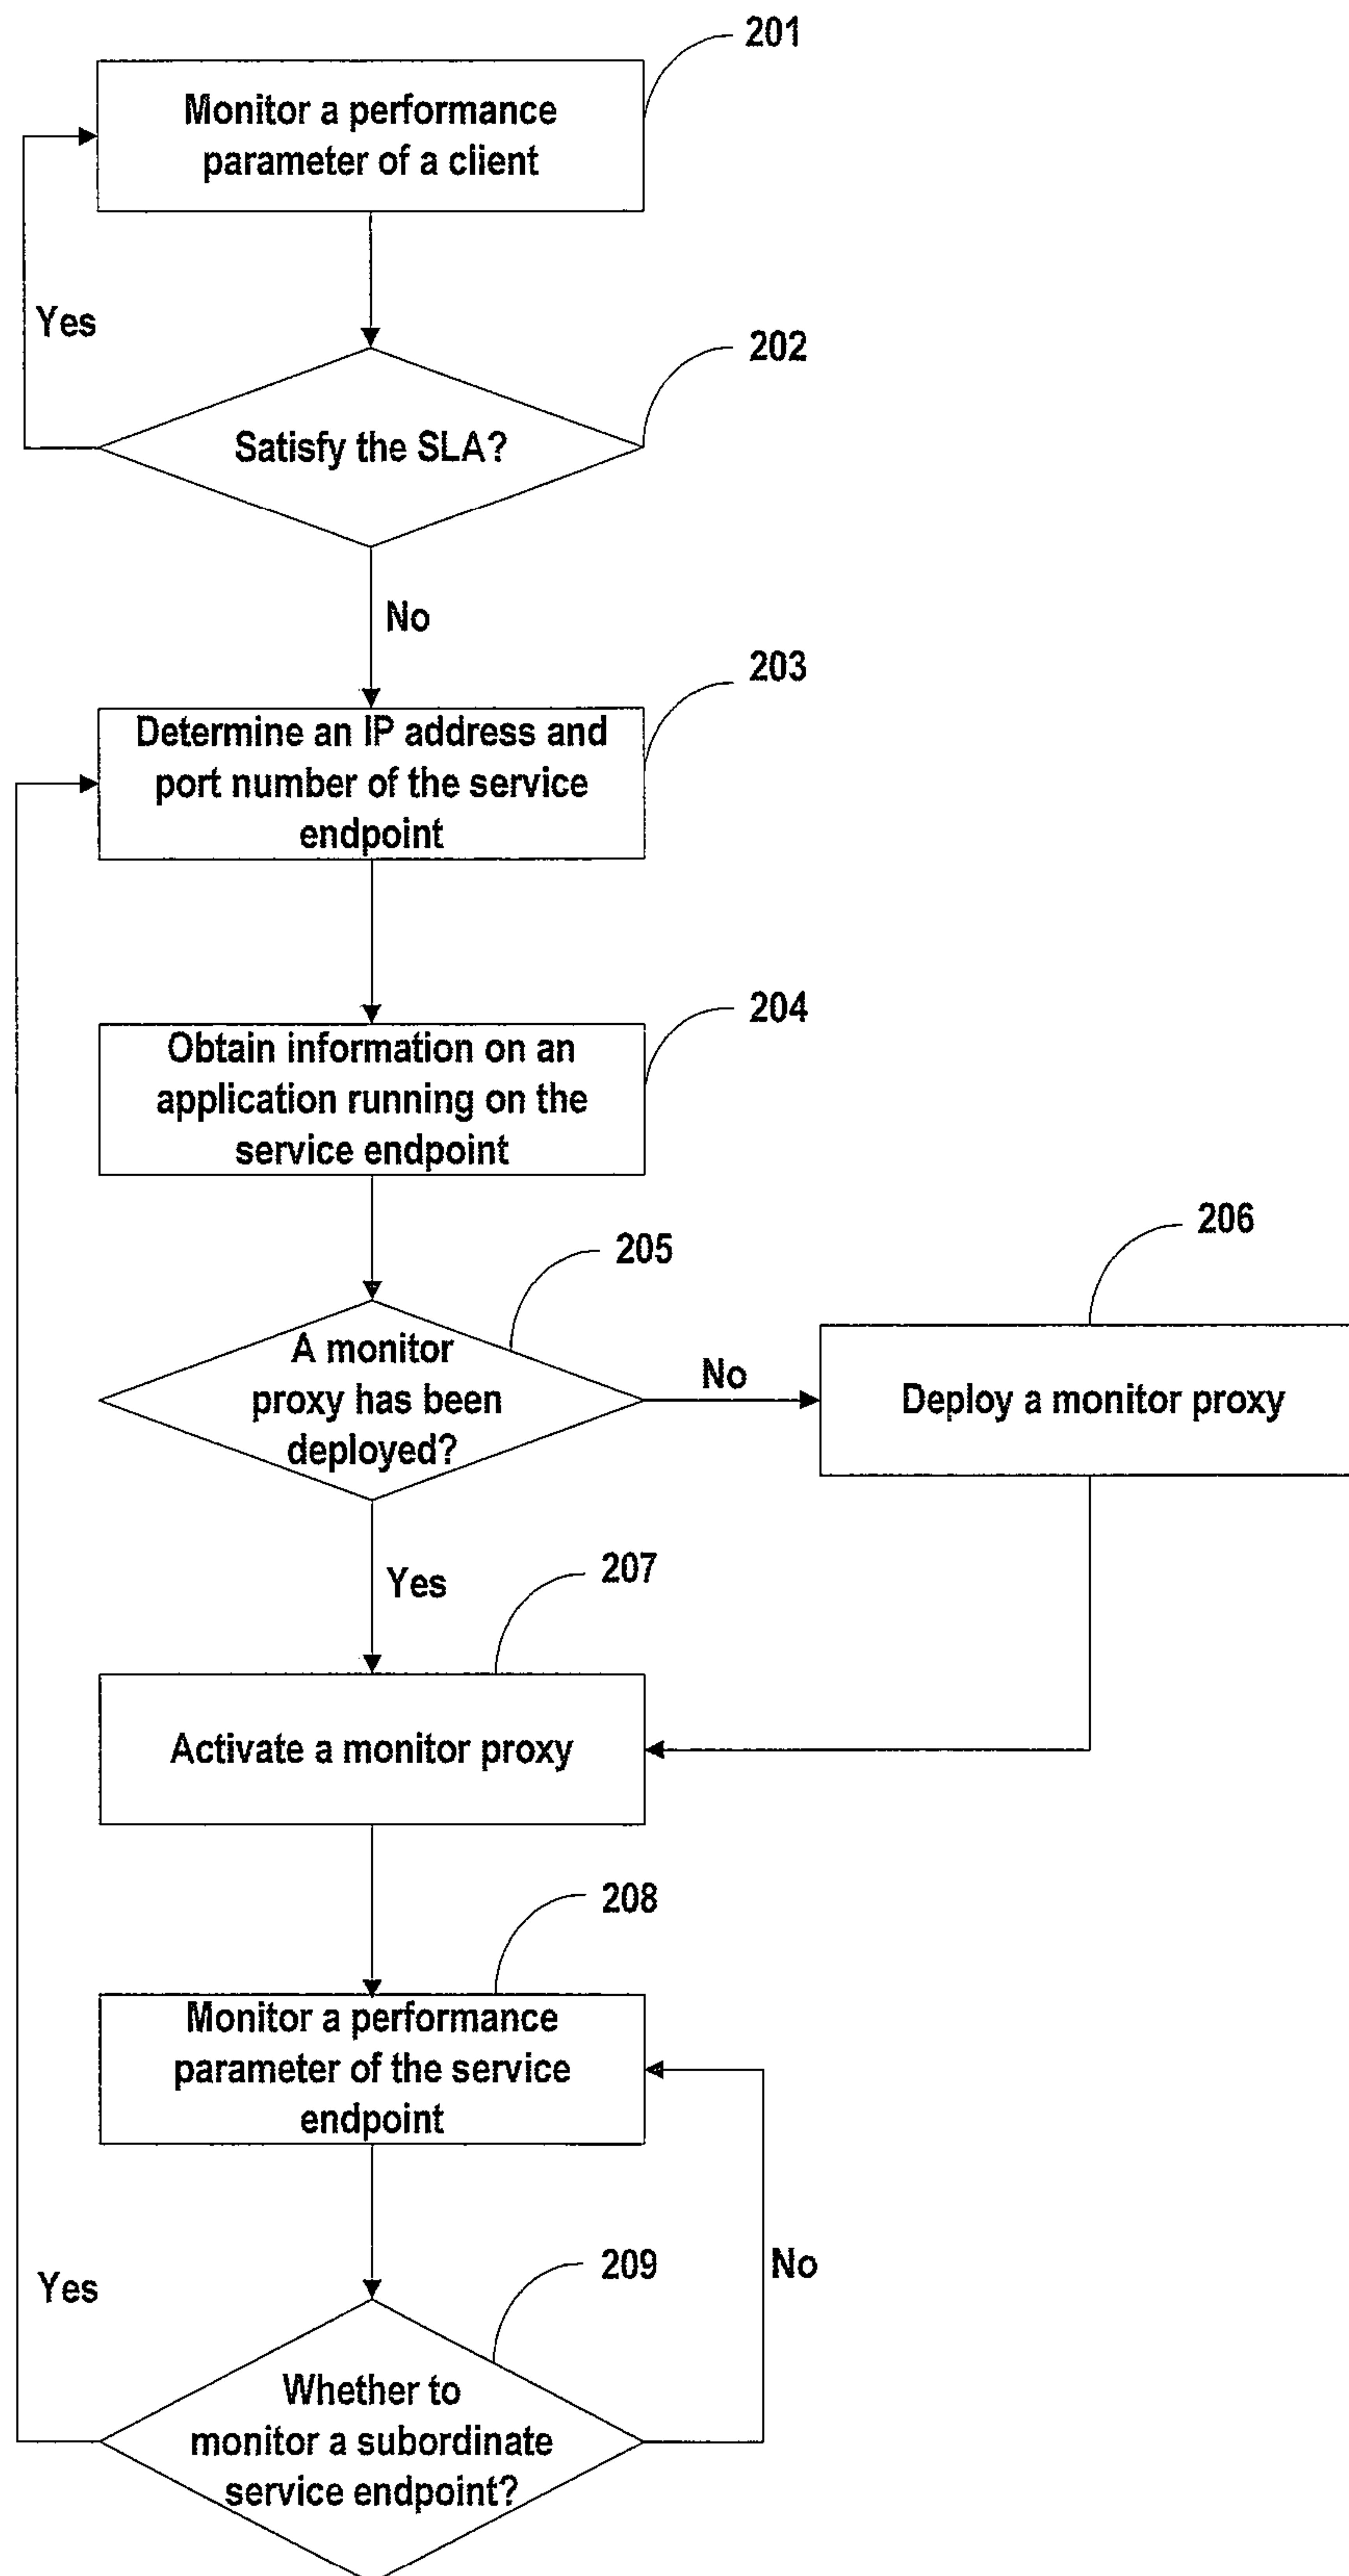 201
Monitor a performance
parameter of a client
Yes
202
Satisfy the SLA?
No
203
Determine an IP address and
port number of the service
endpoint
204
Obtain information on an
application running on the
service endpoint
205
206
A monitor
proxy has been
deployed?
No
Deploy a monitor proxy
Yes
207
Activate a monitor proxy
208
Monitor a performance
parameter of the service
endpoint
209
No
Yes
Whether to
monitor a subordinate
service endpoint?